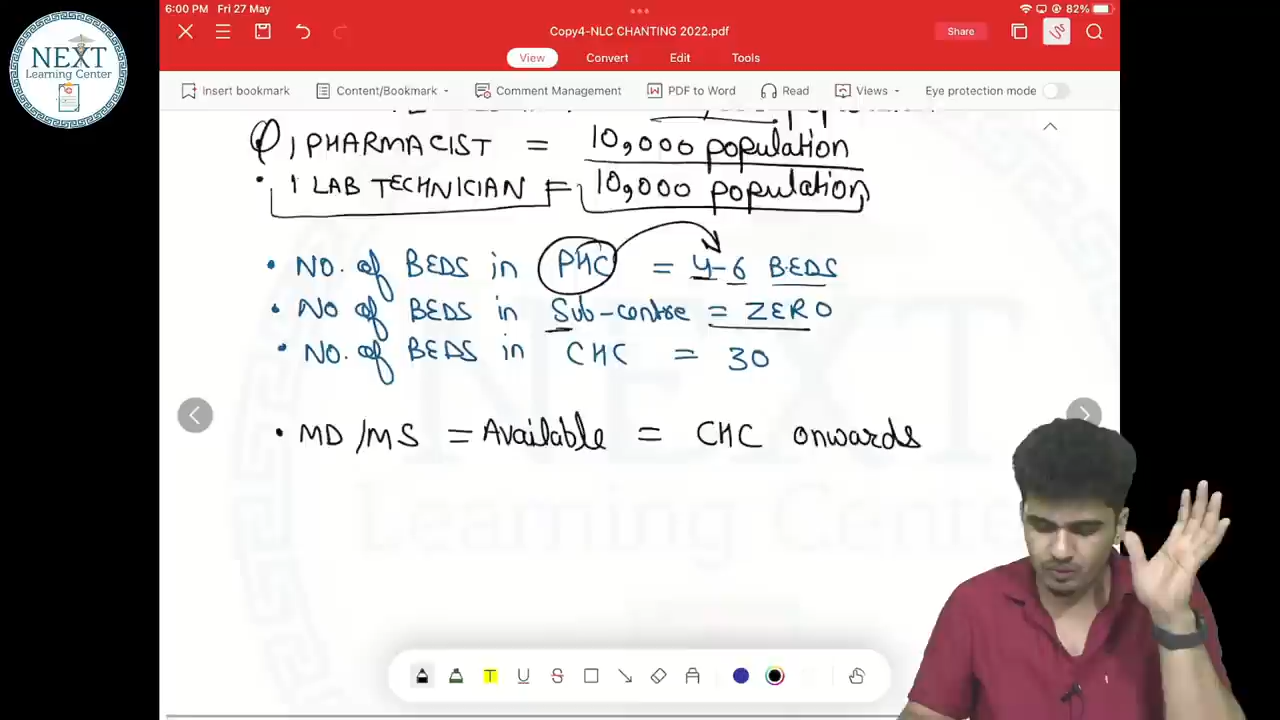 6:00 PM Fri 27 May
82%
NEXT
Learning Center
Copy4-NLC CHANTING 2022.pdf
Share
View Convert Edit Tools
Insert bookmark Content/Bookmark Comment Management PDF to Word Read Views Eye protection mode
1 PHARMACIST = 10,000 population
• 1 LAB TECHNICIAN = 10,000 population
• NO. of BEDS in PHC = 4-6 BEDS
• NO of BEDS in Sub-centre = ZERO
• NO. of BEDS in CHC = 30
• MD/MS = Available = CHC onwards
NEXT
Learning Center
T U S